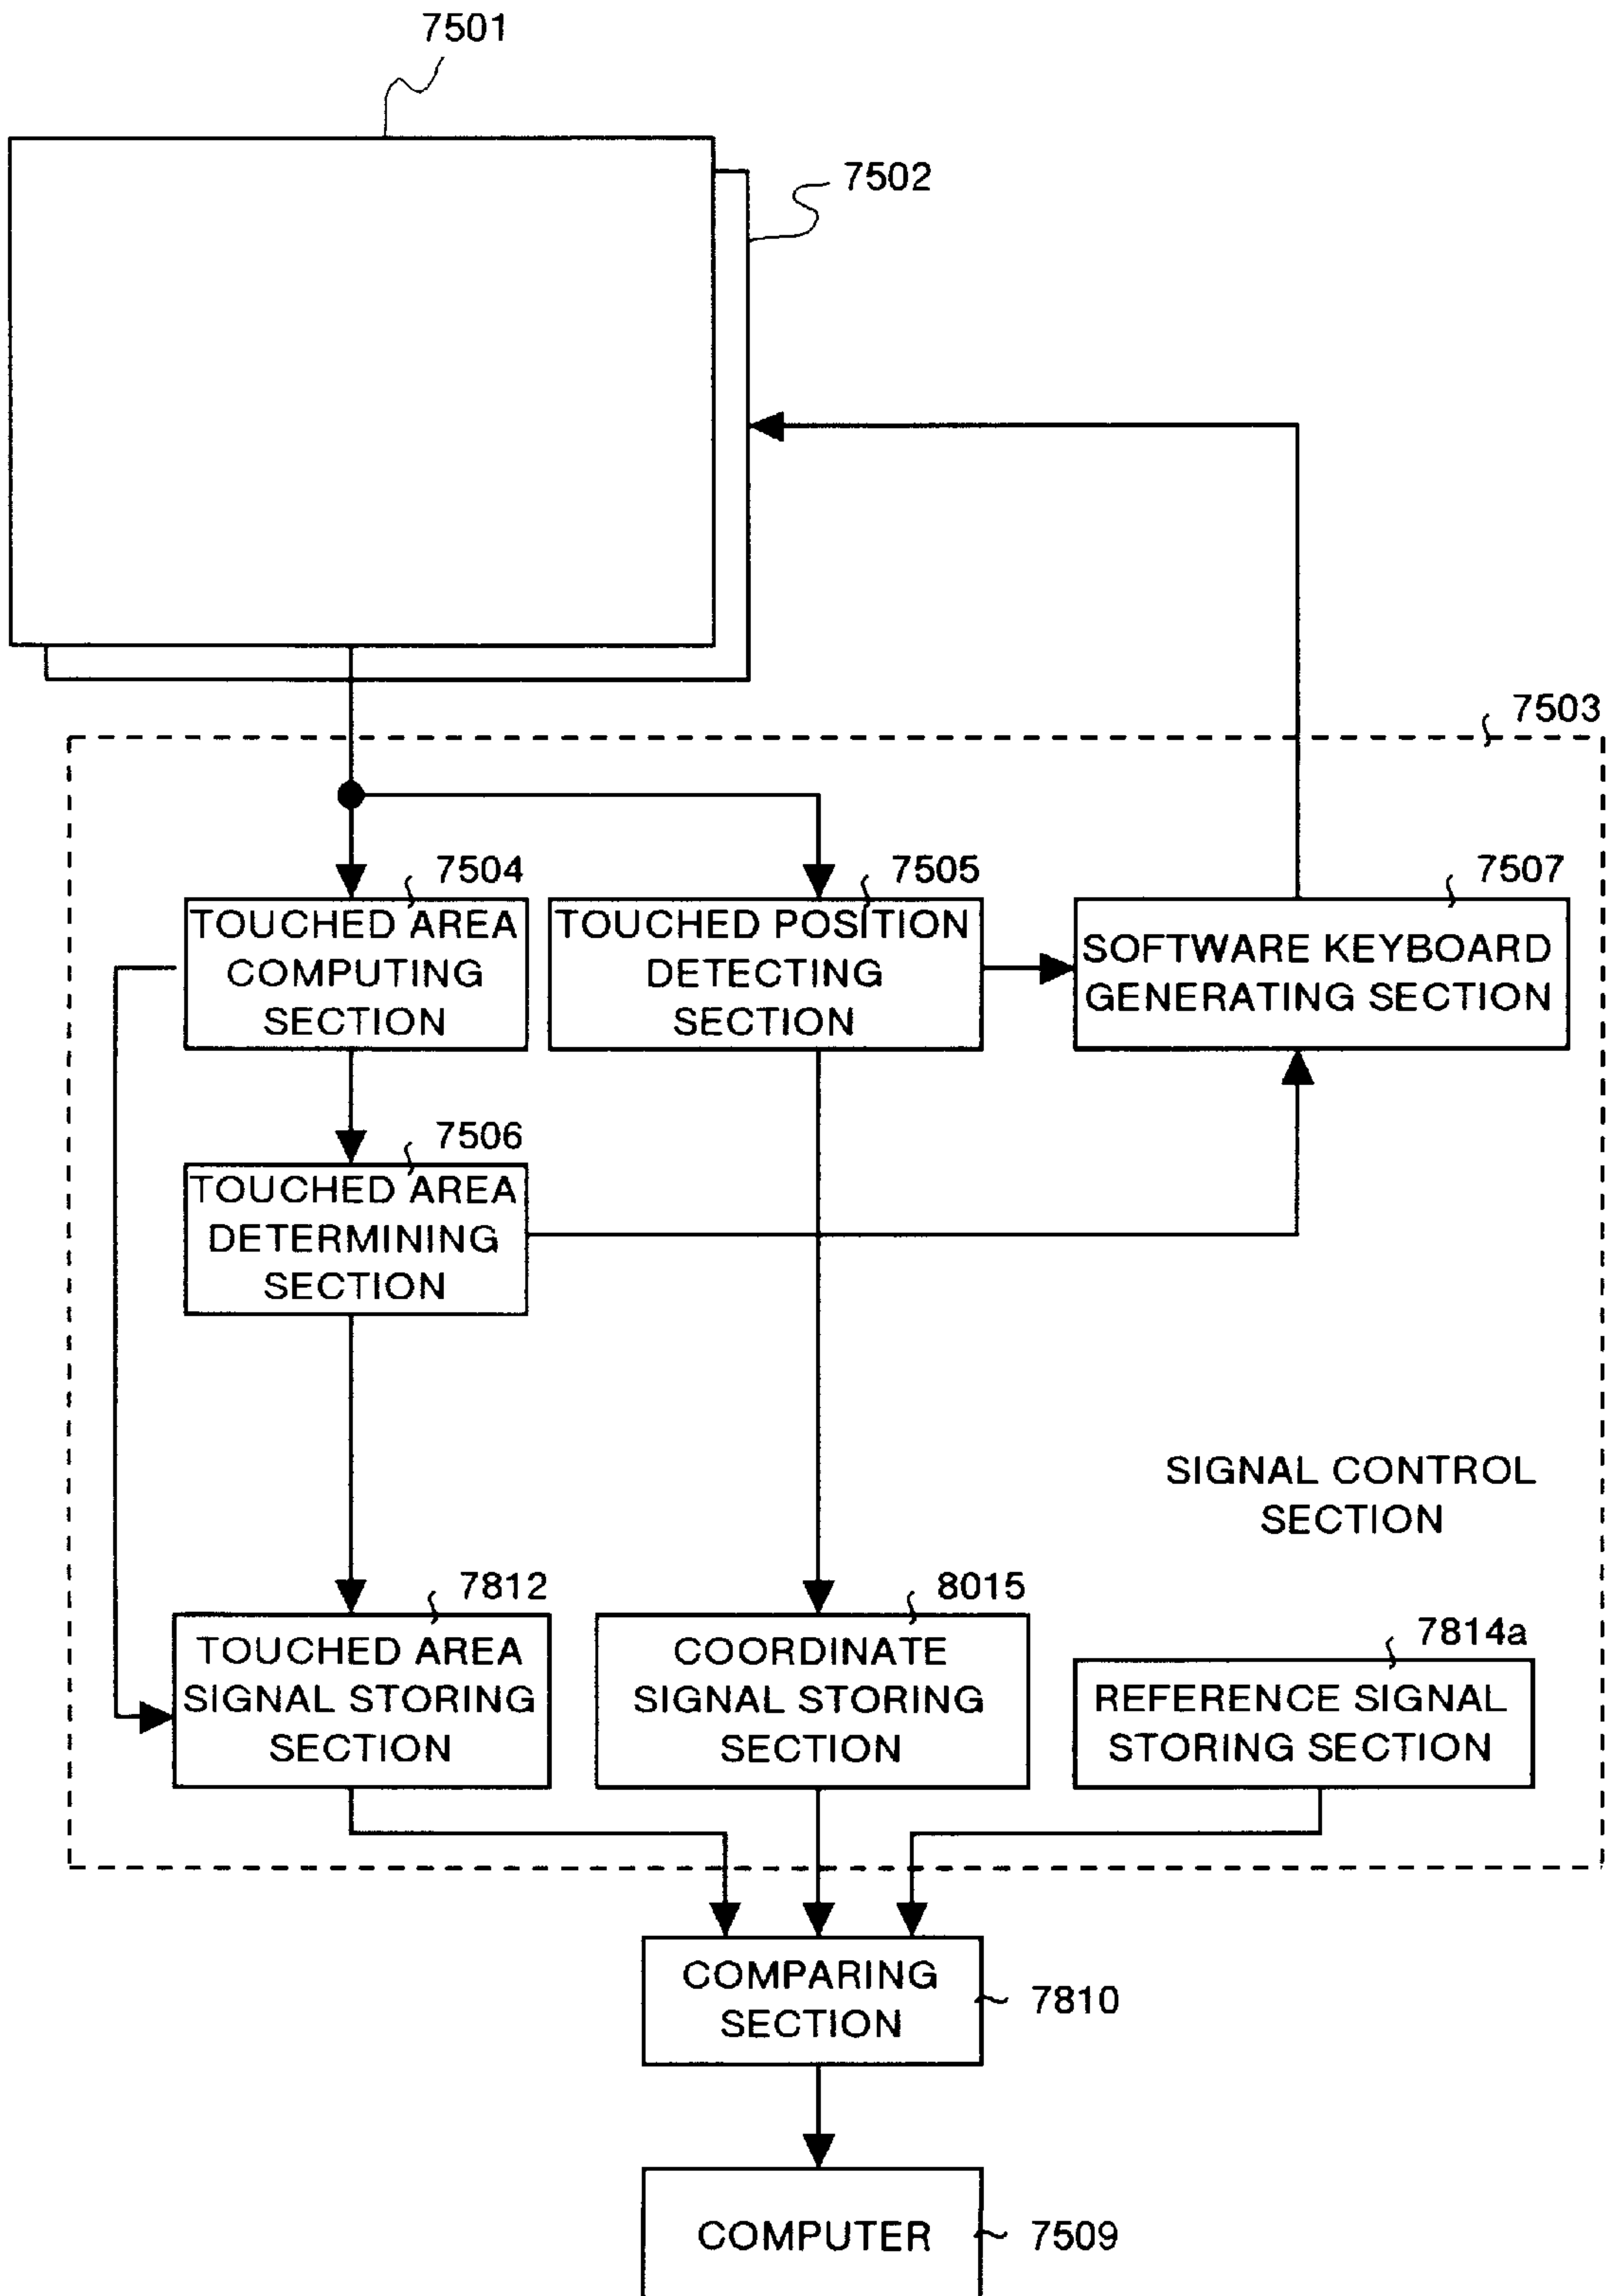 7501
7502
7503
7504
7505
7507
TOUCHED AREA
COMPUTING
SECTION
TOUCHED POSITION
DETECTING
SECTION
SOFTWARE KEYBOARD
GENERATING SECTION
7506
TOUCHED AREA
DETERMINING
SECTION
SIGNAL CONTROL
SECTION
7812
8015
7814a
TOUCHED AREA
SIGNAL STORING
SECTION
COORDINATE
SIGNAL STORING
SECTION
REFERENCE SIGNAL
STORING SECTION
COMPARING
SECTION
7810
COMPUTER
7509